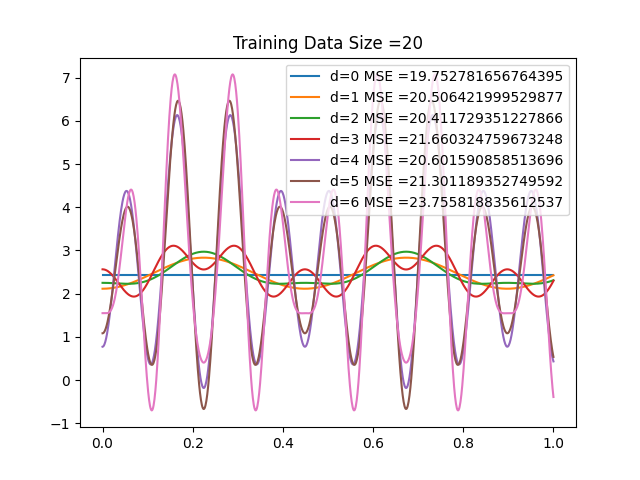 Training Data Size =20
d=0 MSE =19.752781656764395
d=1 MSE =20.506421999529877
d=2 MSE =20.411729351227866
d=3 MSE =21.660324759673248
d=4 MSE =20.601590858513696
d=5 MSE =21.301189352749592
d=6 MSE =23.755818835612537
7
6
5
4
3
2
1
0
−1
0.0 0.2 0.4 0.6 0.8 1.0